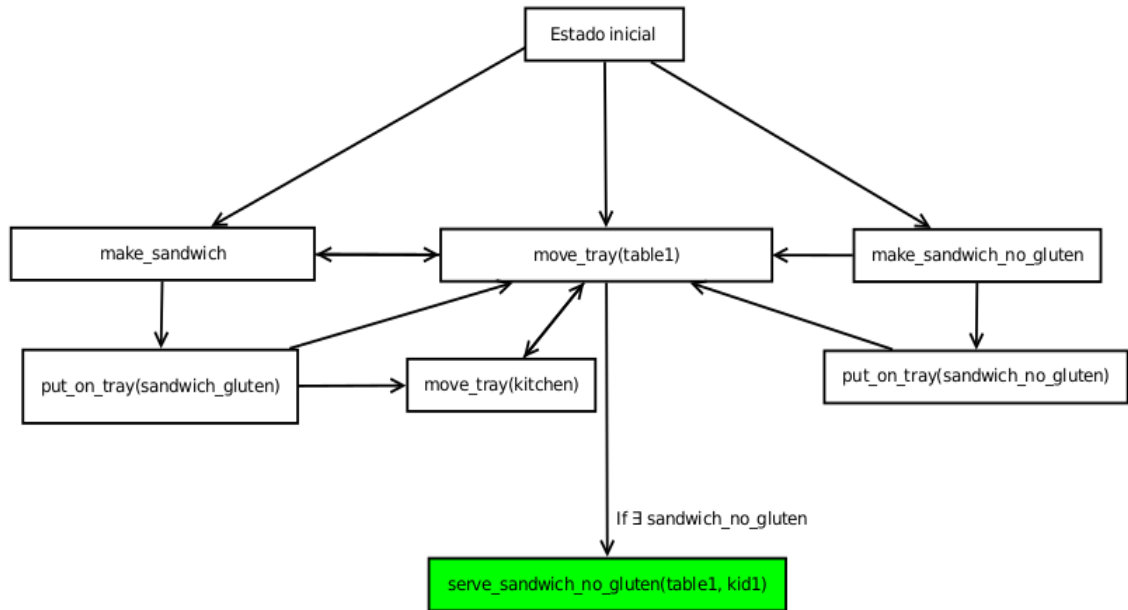 Estado inicial
make_sandwich
move_tray(table1)
make_sandwich_no_gluten
put_on_tray(sandwich_gluten)
move_tray(kitchen)
put_on_tray(sandwich_no_gluten)
If ∃ sandwich_no_gluten
serve_sandwich_no_gluten(table1, kid1)